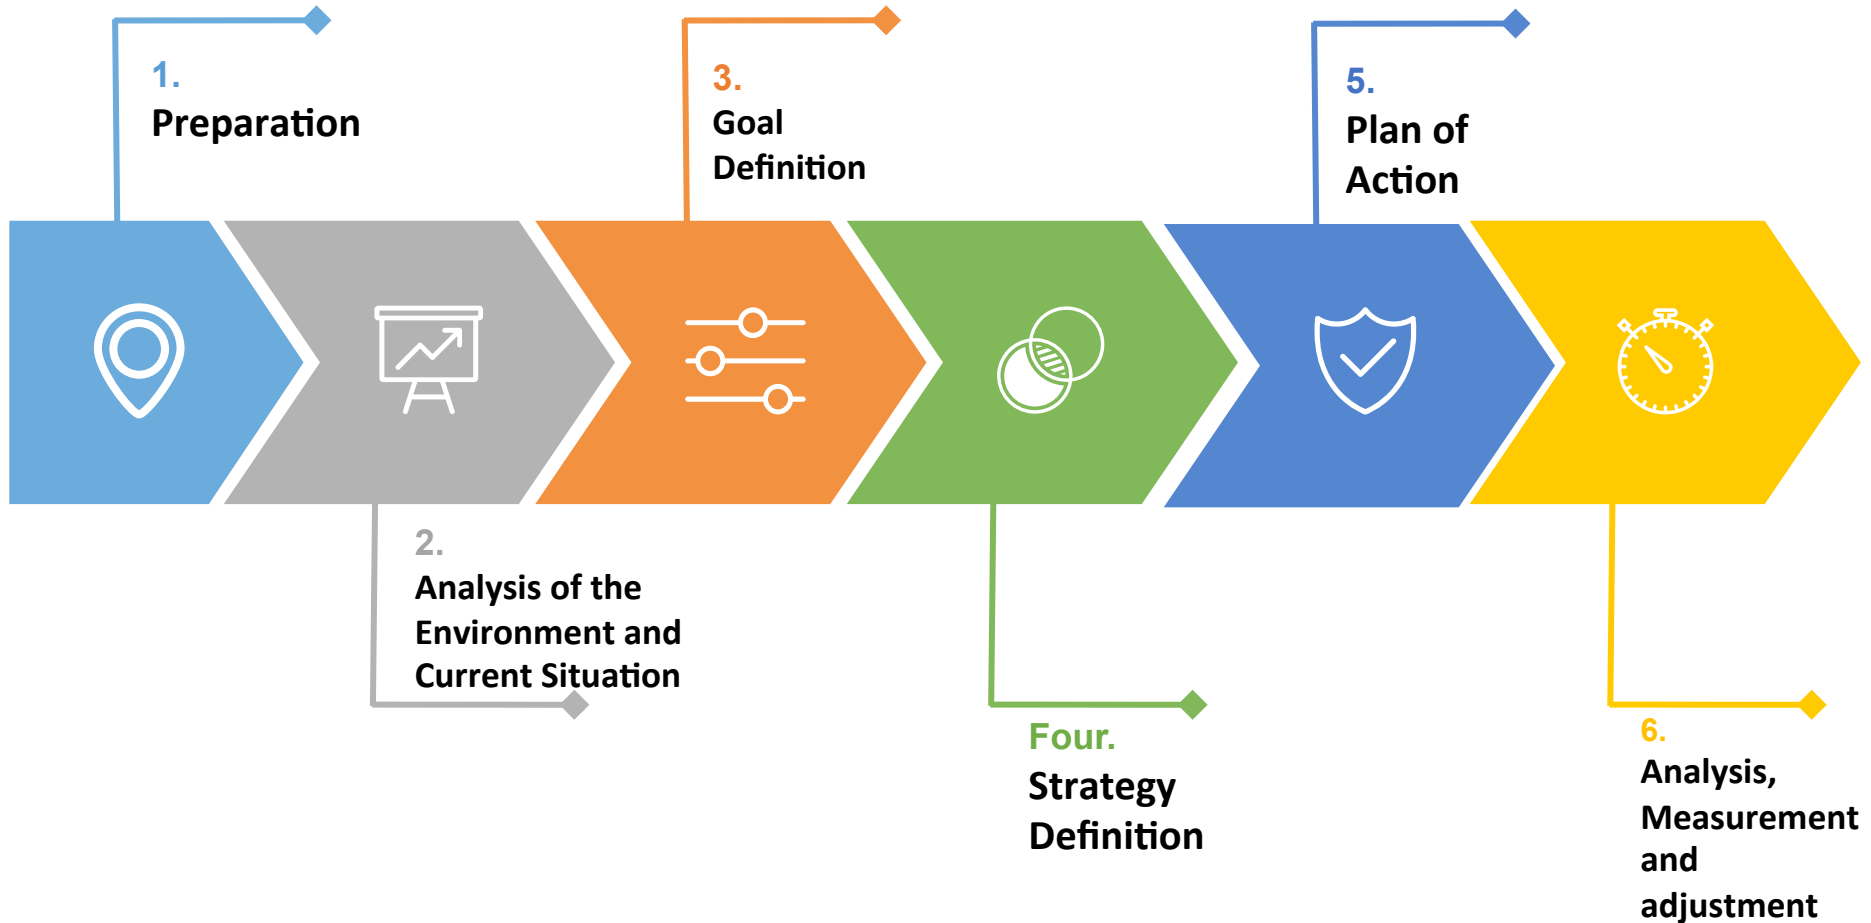 1.
Preparation
2.
Analysis of the
Environment and
Current Situation
3.
Goal
Definition
Four.
Strategy
Definition
5.
Plan of
Action
6.
Analysis,
Measurement
and
adjustment